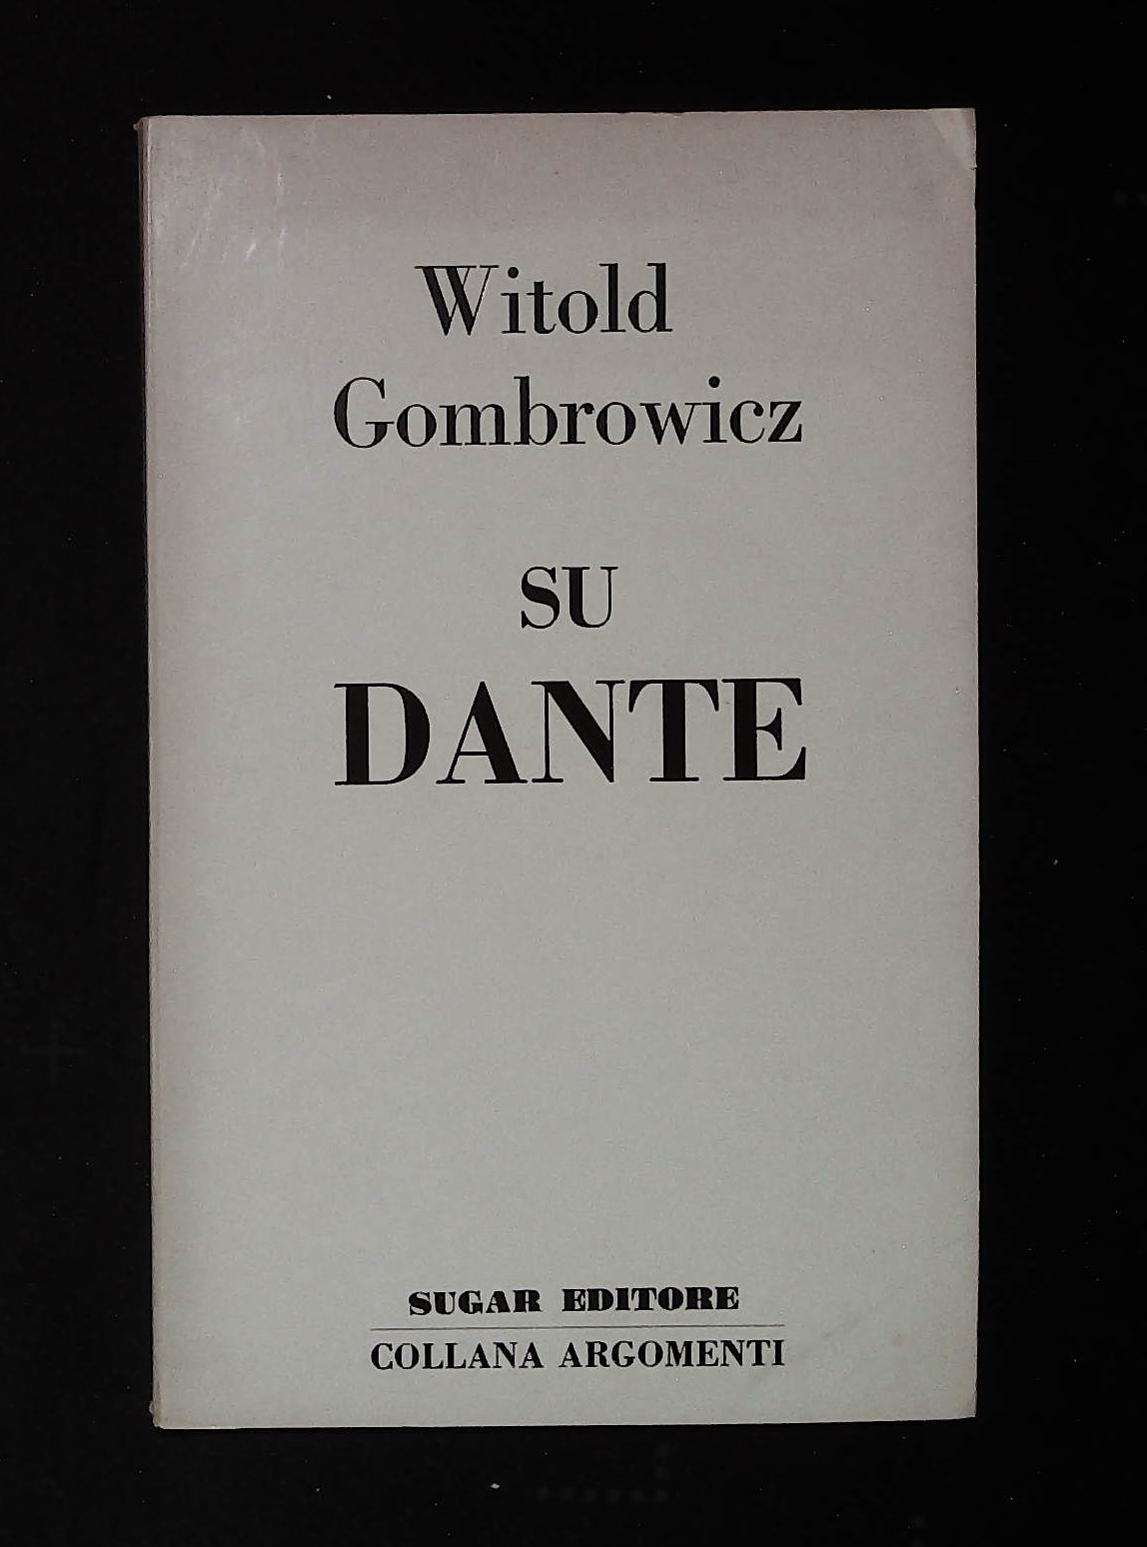 Witold
Gombrowicz
SU
DANTE
SUGAR EDITORE
COLLANA ARGOMENTI